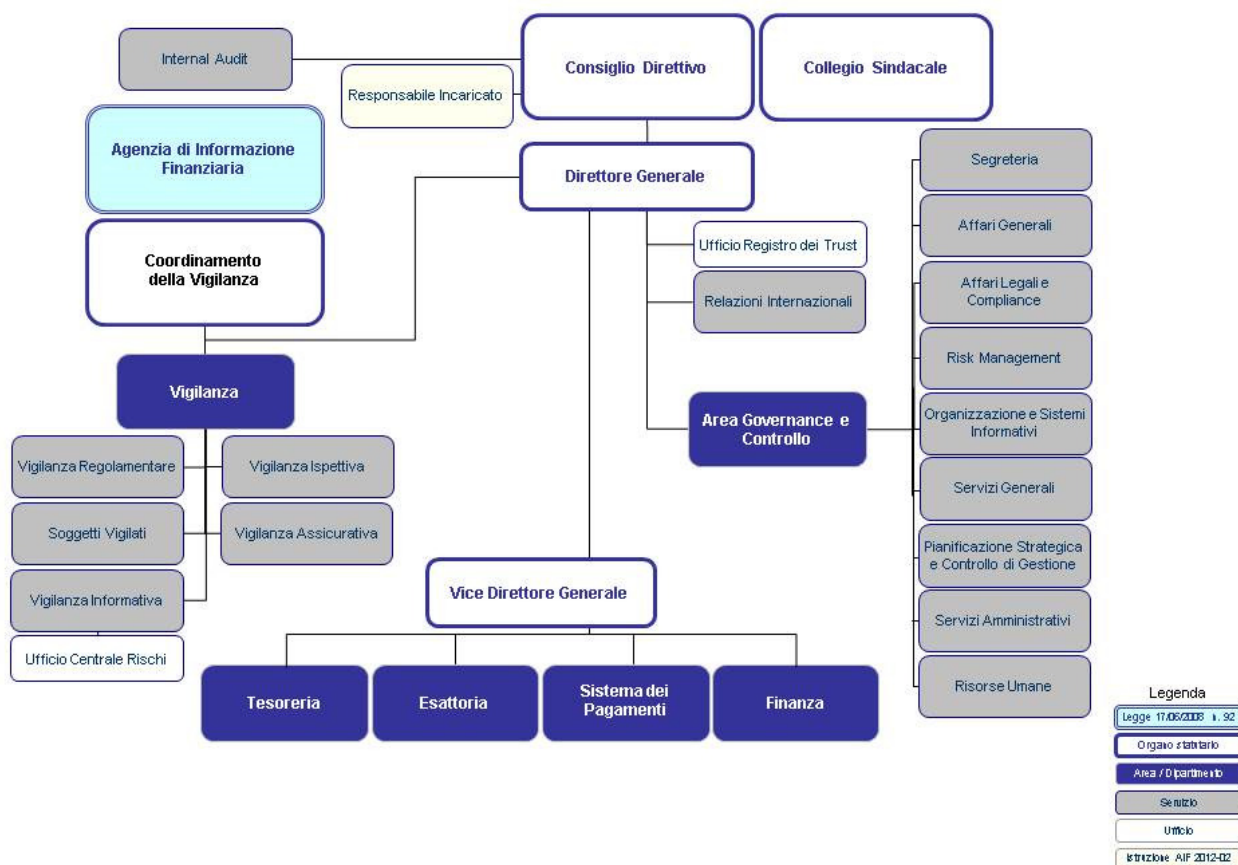 Internal Audit
Consiglio Direttivo
Collegio Sindacale
Responsabile Incaricato
Agenzia di Informazione
Finanziaria
Direttore Generale
Segreteria
Affari Generali
Coordinamento
della Vigilanza
Ufficio Registro dei Trust
Relazioni Internazionali
Affari Legali e
Compliance
Risk Management
Vigilanza
Area Governance e
Controllo
Organizzazione e Sistemi
Informativi
Vigilanza Regolamentare
Vigilanza Ispettiva
Servizi Generali
Soggetti Vigilati
Vigilanza Assicurativa
Pianificazione Strategica
e Controllo di Gestione
Vigilanza Informativa
Vice Direttore Generale
Servizi Amministrativi
Ufficio Centrale Rischi
Risorse Umane
Tesoreria
Esattoria
Sistema dei
Pagamenti
Finanza
Legenda
Legge 17/06/2008 n. 92
Organo statutario
Area / Dipartimento
Servizio
Ufficio
Istruzione AIF 2012-02